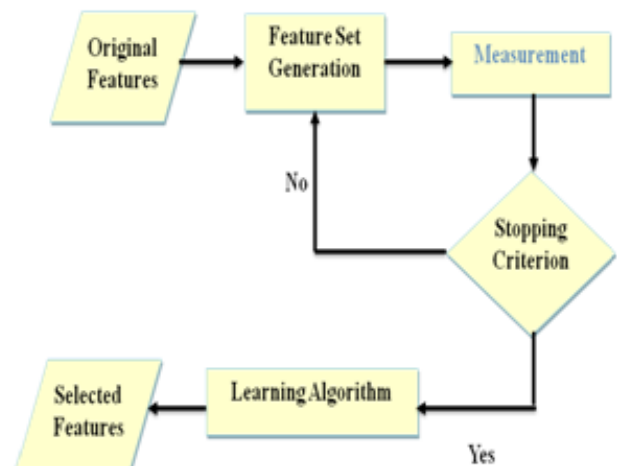 Original
Features
Feature Set
Generation
Measurement
No
Stopping
Criterion
Learning Algorithm
Selected
Features
Yes